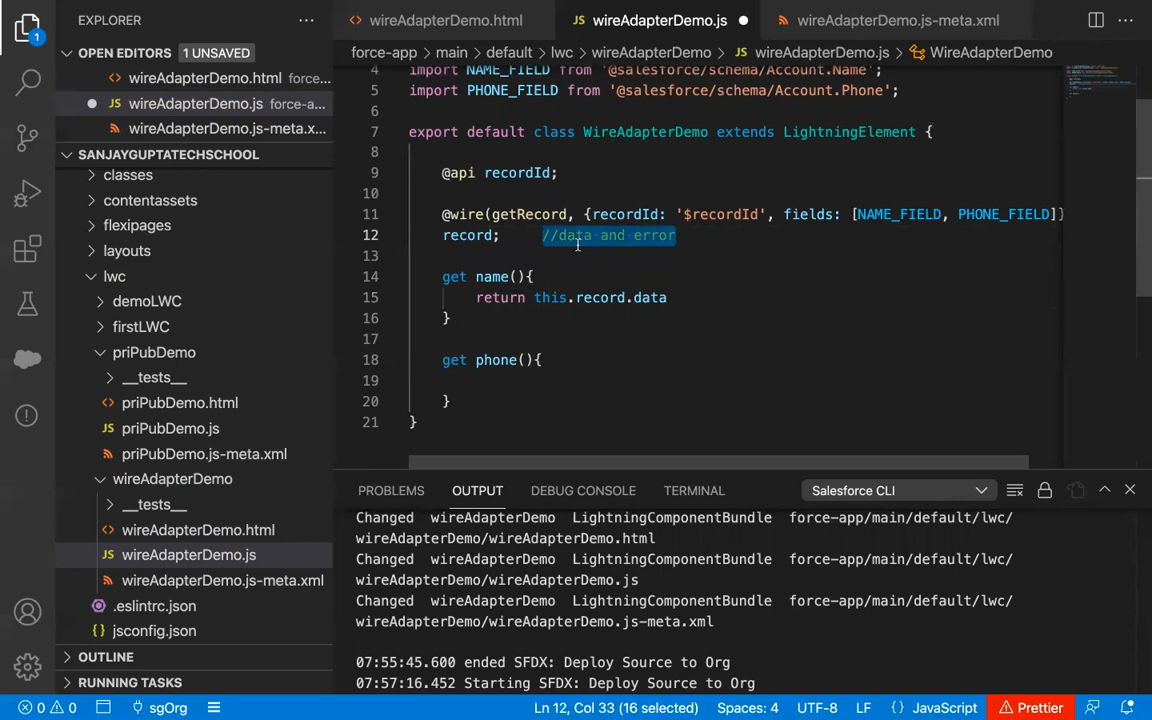 EXPLORER
wireAdapterDemo.html
wireAdapterDemo.js
wireAdapterDemo.js-meta.xml
1
OPEN EDITORS 1 UNSAVED
wireAdapterDemo.html force...
JS wireAdapterDemo.js force-a...
wireAdapterDemo.js-meta.x...
SANJAYGUPTATECHSCHOOL
classes
contentassets
flexipages
layouts
lwc
demoLWC
firstLWC
priPubDemo
__tests__
priPubDemo.html
JS priPubDemo.js
priPubDemo.js-meta.xml
wireAdapterDemo
__tests__
wireAdapterDemo.html
JS wireAdapterDemo.js
wireAdapterDemo.js-meta.xml
.eslintrc.json
{} jsconfig.json
OUTLINE
RUNNING TASKS
force-app > main > default > lwc > wireAdapterDemo > JS wireAdapterDemo.js > WireAdapterDemo
4 import NAME_FIELD from '@salesforce/schema/Account.Name';
5 import PHONE_FIELD from '@salesforce/schema/Account.Phone';
6
7 export default class WireAdapterDemo extends LightningElement {
8
9 @api recordId;
10
11 @wire(getRecord, {recordId: '$recordId', fields: [NAME_FIELD, PHONE_FIELD]}
12 record; //data and error
13
14 get name(){
15 return this.record.data
16 }
17
18 get phone(){
19
20 }
21 }
PROBLEMS OUTPUT DEBUG CONSOLE TERMINAL Salesforce CLI
Changed wireAdapterDemo LightningComponentBundle force-app/main/default/lwc/
wireAdapterDemo/wireAdapterDemo.html
Changed wireAdapterDemo LightningComponentBundle force-app/main/default/lwc/
wireAdapterDemo/wireAdapterDemo.js
Changed wireAdapterDemo LightningComponentBundle force-app/main/default/lwc/
wireAdapterDemo/wireAdapterDemo.js-meta.xml
07:55:45.600 ended SFDX: Deploy Source to Org
07:57:16.452 Starting SFDX: Deploy Source to Org
0 0 sgOrg Ln 12, Col 33 (16 selected) Spaces: 4 UTF-8 LF {} JavaScript Prettier